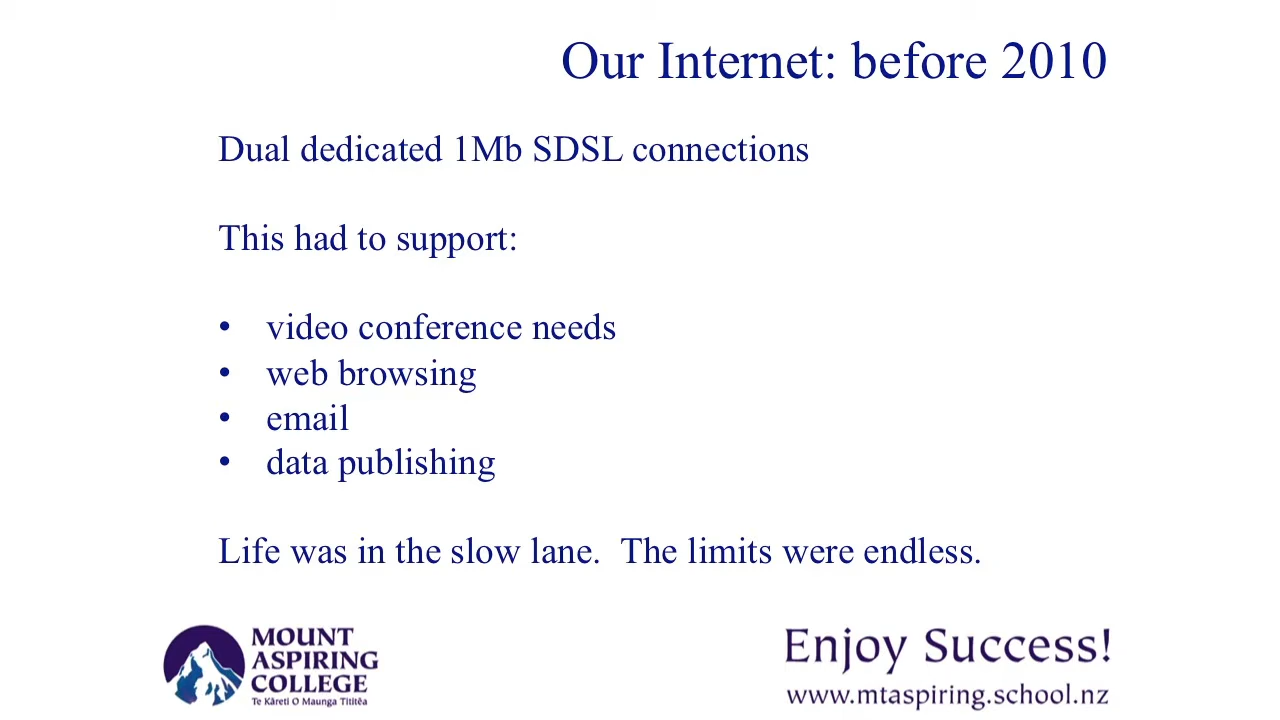 Our Internet: before 2010
Dual dedicated 1Mb SDSL connections
This had to support:
• video conference needs
• web browsing
• email
• data publishing
Life was in the slow lane.  The limits were endless.
MOUNT
ASPIRING
COLLEGE
Te Kāreti O Maunga Tititēa
Enjoy Success!
www.mtaspiring.school.nz